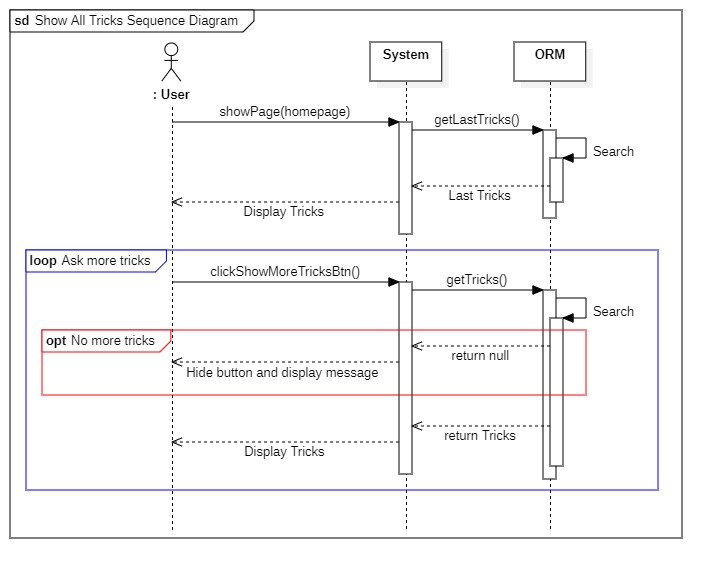 sd Show All Tricks Sequence Diagram
System
ORM
: User
showPage(homepage)
getLastTricks()
Search
Last Tricks
Display Tricks
loop Ask more tricks
clickShowMoreTricksBtn()
getTricks()
Search
opt No more tricks
return null
Hide button and display message
return Tricks
Display Tricks